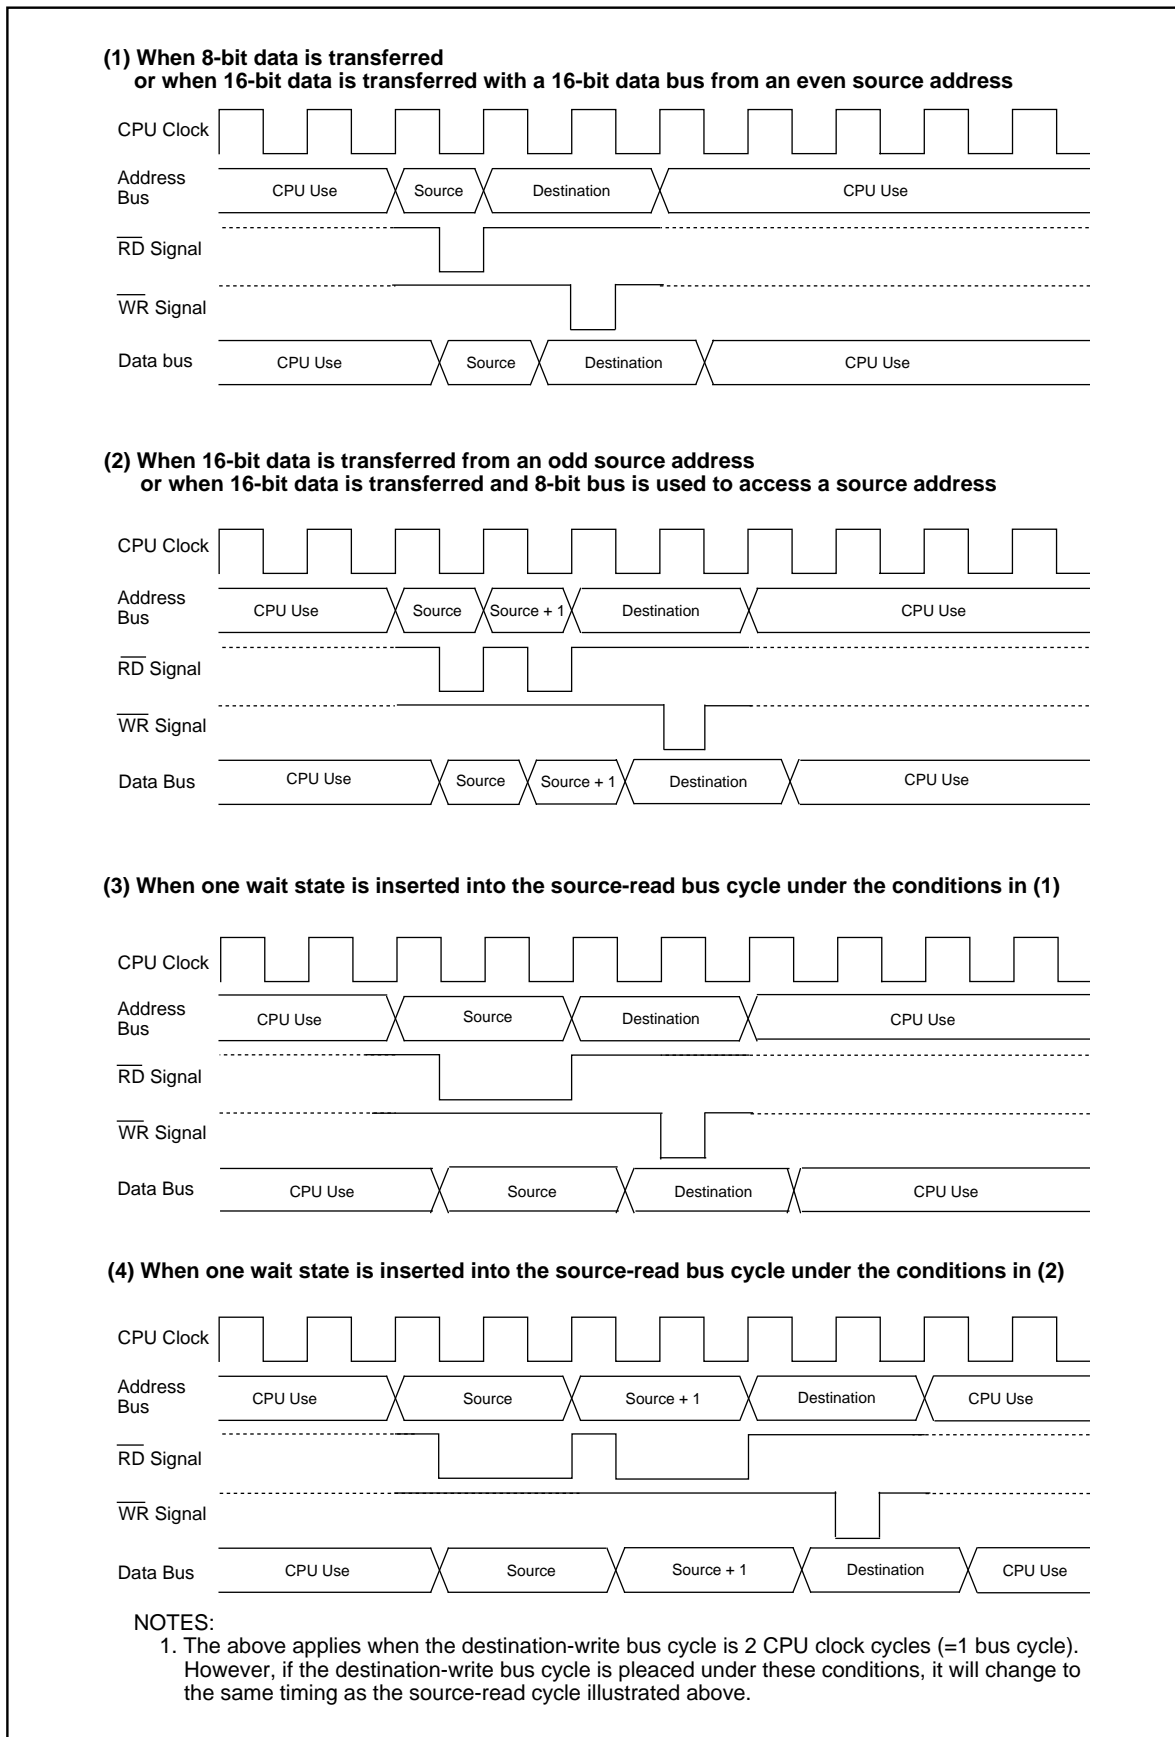 (1) When 8-bit data is transferred
or when 16-bit data is transferred with a 16-bit data bus from an even source address
CPU Clock
Address
Bus
CPU Use
Source
Destination
CPU Use
RD Signal
WR Signal
Data bus
CPU Use
Source
Destination
CPU Use
(2) When 16-bit data is transferred from an odd source address
or when 16-bit data is transferred and 8-bit bus is used to access a source address
CPU Clock
Address
Bus
CPU Use
Source
Source + 1
Destination
CPU Use
RD Signal
WR Signal
Data Bus
CPU Use
Source
Source + 1
Destination
CPU Use
(3) When one wait state is inserted into the source-read bus cycle under the conditions in (1)
CPU Clock
Address
Bus
CPU Use
Source
Destination
CPU Use
RD Signal
WR Signal
Data Bus
CPU Use
Source
Destination
CPU Use
(4) When one wait state is inserted into the source-read bus cycle under the conditions in (2)
CPU Clock
Address
Bus
CPU Use
Source
Source + 1
Destination
CPU Use
RD Signal
WR Signal
Data Bus
CPU Use
Source
Source + 1
Destination
CPU Use
NOTES:
1. The above applies when the destination-write bus cycle is 2 CPU clock cycles (=1 bus cycle).
However, if the destination-write bus cycle is pleaced under these conditions, it will change to
the same timing as the source-read cycle illustrated above.